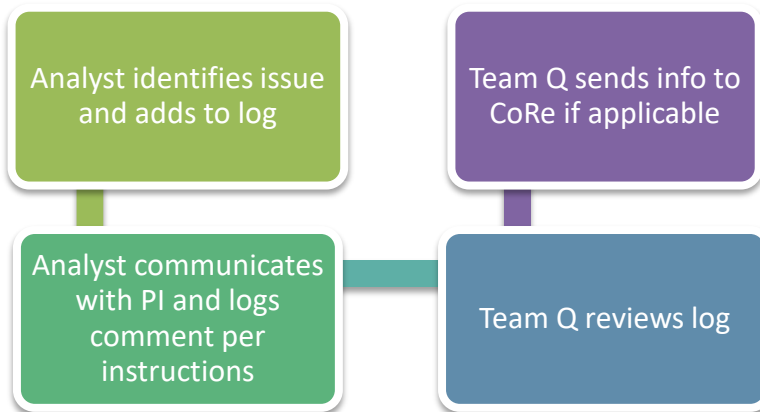 Analyst identifies issue
and adds to log
Analyst communicates
with PI and logs
comment per
instructions
Team Q reviews log
Team Q sends info to
CoRe if applicable